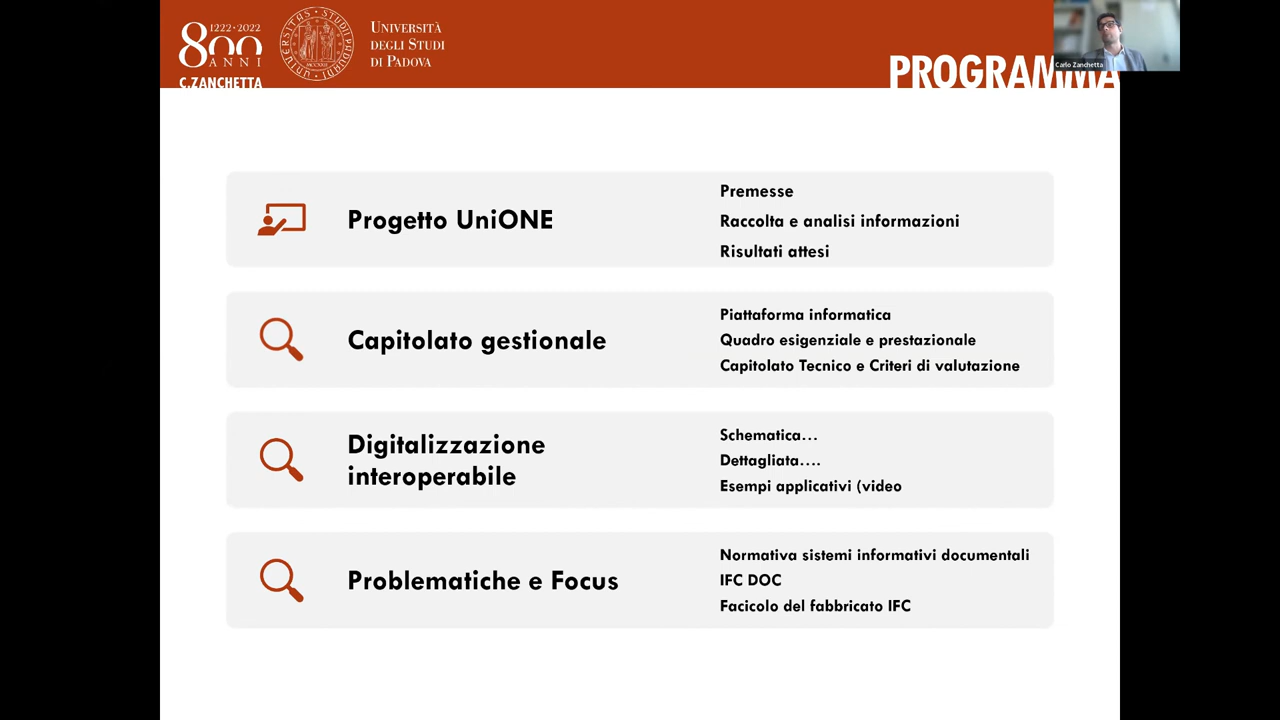 1222•2022
800
ANNI
C.ZANCHETTA
UNIVERSITÀ
DEGLI STUDI
DI PADOVA
PROGRAMMA
Carlo Zanchetta
Progetto UniONE
Premesse
Raccolta e analisi informazioni
Risultati attesi
Capitolato gestionale
Piattaforma informatica
Quadro esigenziale e prestazionale
Capitolato Tecnico e Criteri di valutazione
Digitalizzazione
interoperabile
Schematica...
Dettagliata....
Esempi applicativi (video
Problematiche e Focus
Normativa sistemi informativi documentali
IFC DOC
Facicolo del fabbricato IFC